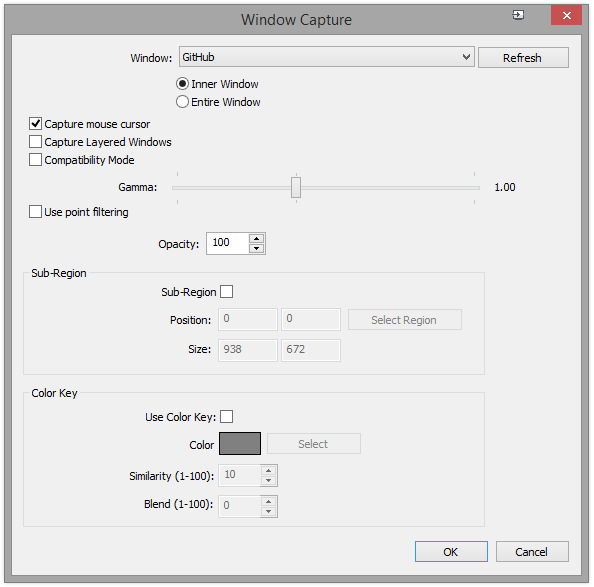 Window Capture
Window: GitHub Refresh
Inner Window
Entire Window
Capture mouse cursor
Capture Layered Windows
Compatibility Mode
Gamma: 1.00
Use point filtering
Opacity: 100
Sub-Region
Sub-Region
Position: 0 0 Select Region
Size: 938 672
Color Key
Use Color Key:
Color Select
Similarity (1-100): 10
Blend (1-100): 0
OK Cancel